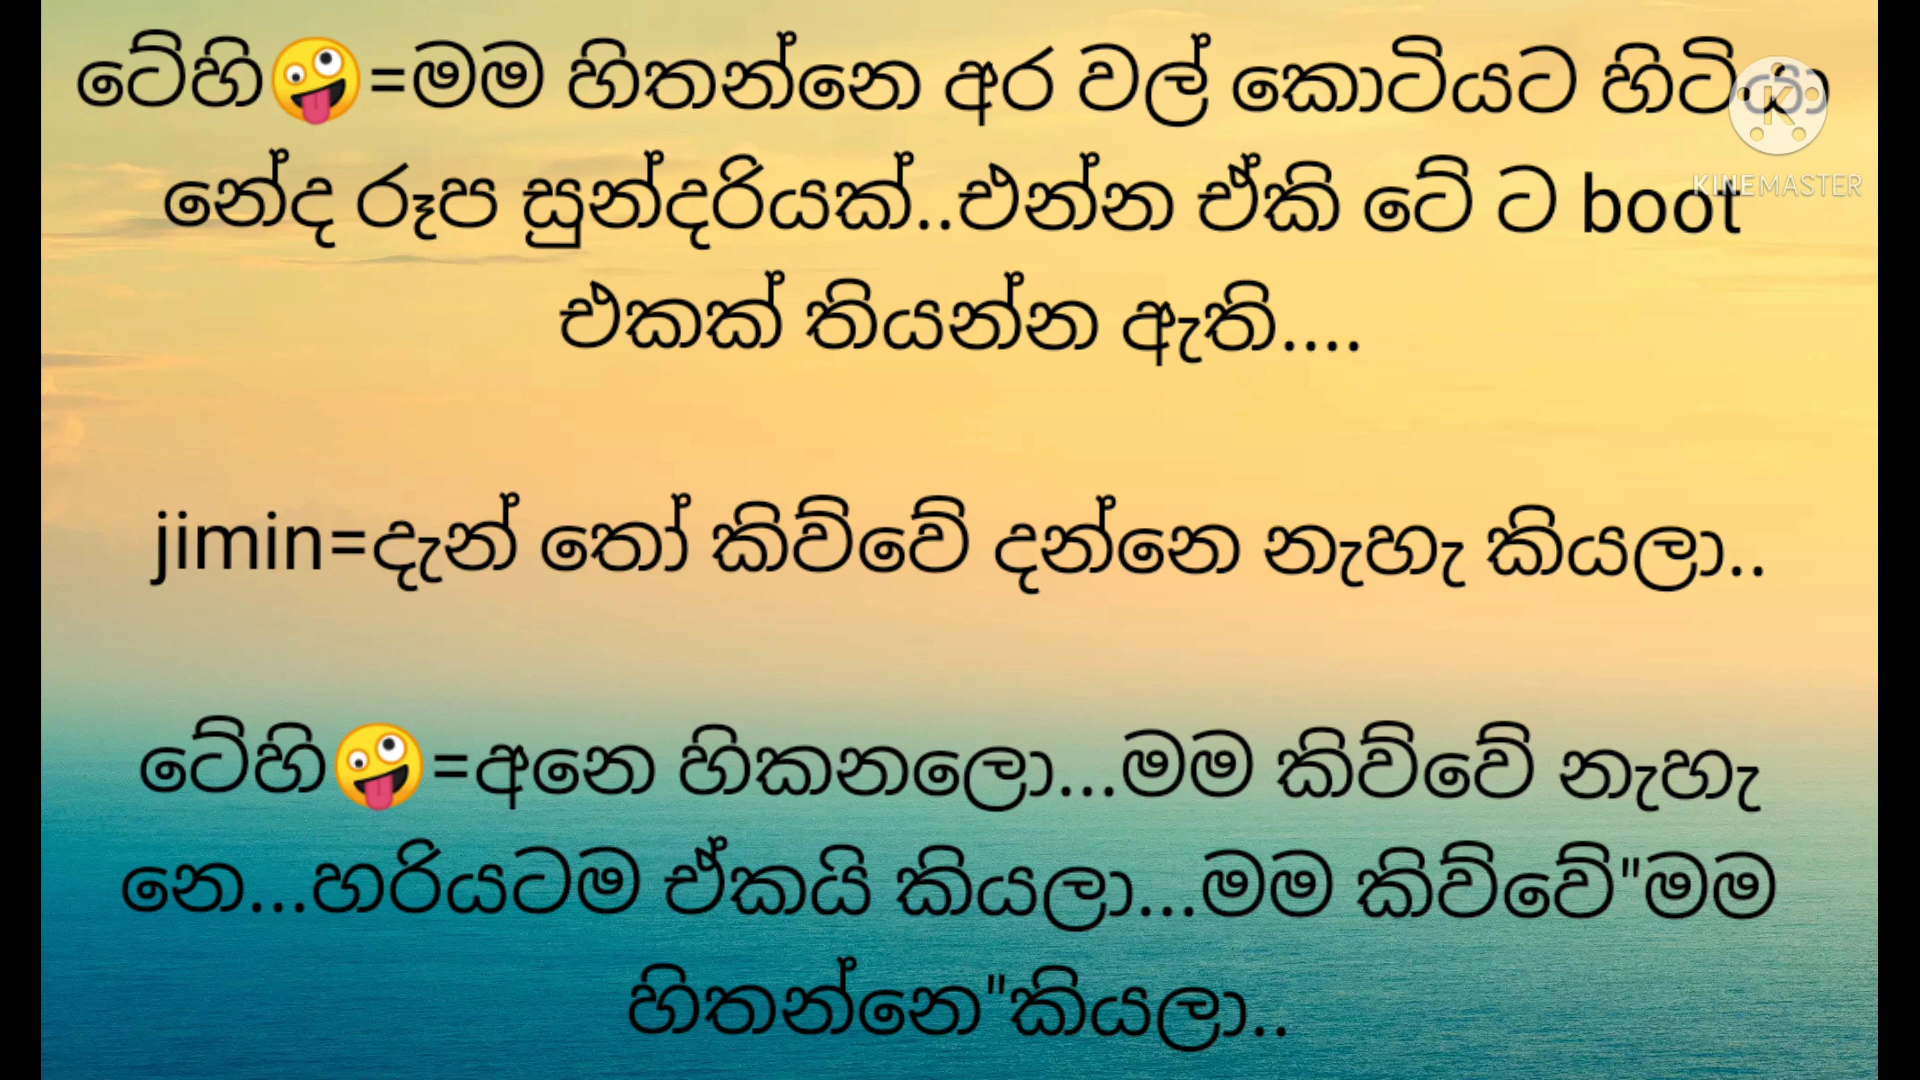 ටේහි🤪=මම හිතන්නෙ අර වල් කොටියට හිටියා
නේද රූප සුන්දරියක්..එන්න ඒකි ටේ ට boot
එකක් තියන්න ඇති....
KINEMASTER
jimin=දැන් තෝ කිව්වේ දන්නෙ නැහැ කියලා..
ටේහි🤪=අනෙ හිකනලො...මම කිව්වේ නැහැ
නෙ...හරියටම ඒකයි කියලා...මම කිව්වේ"මම
හිතන්නෙ"කියලා..